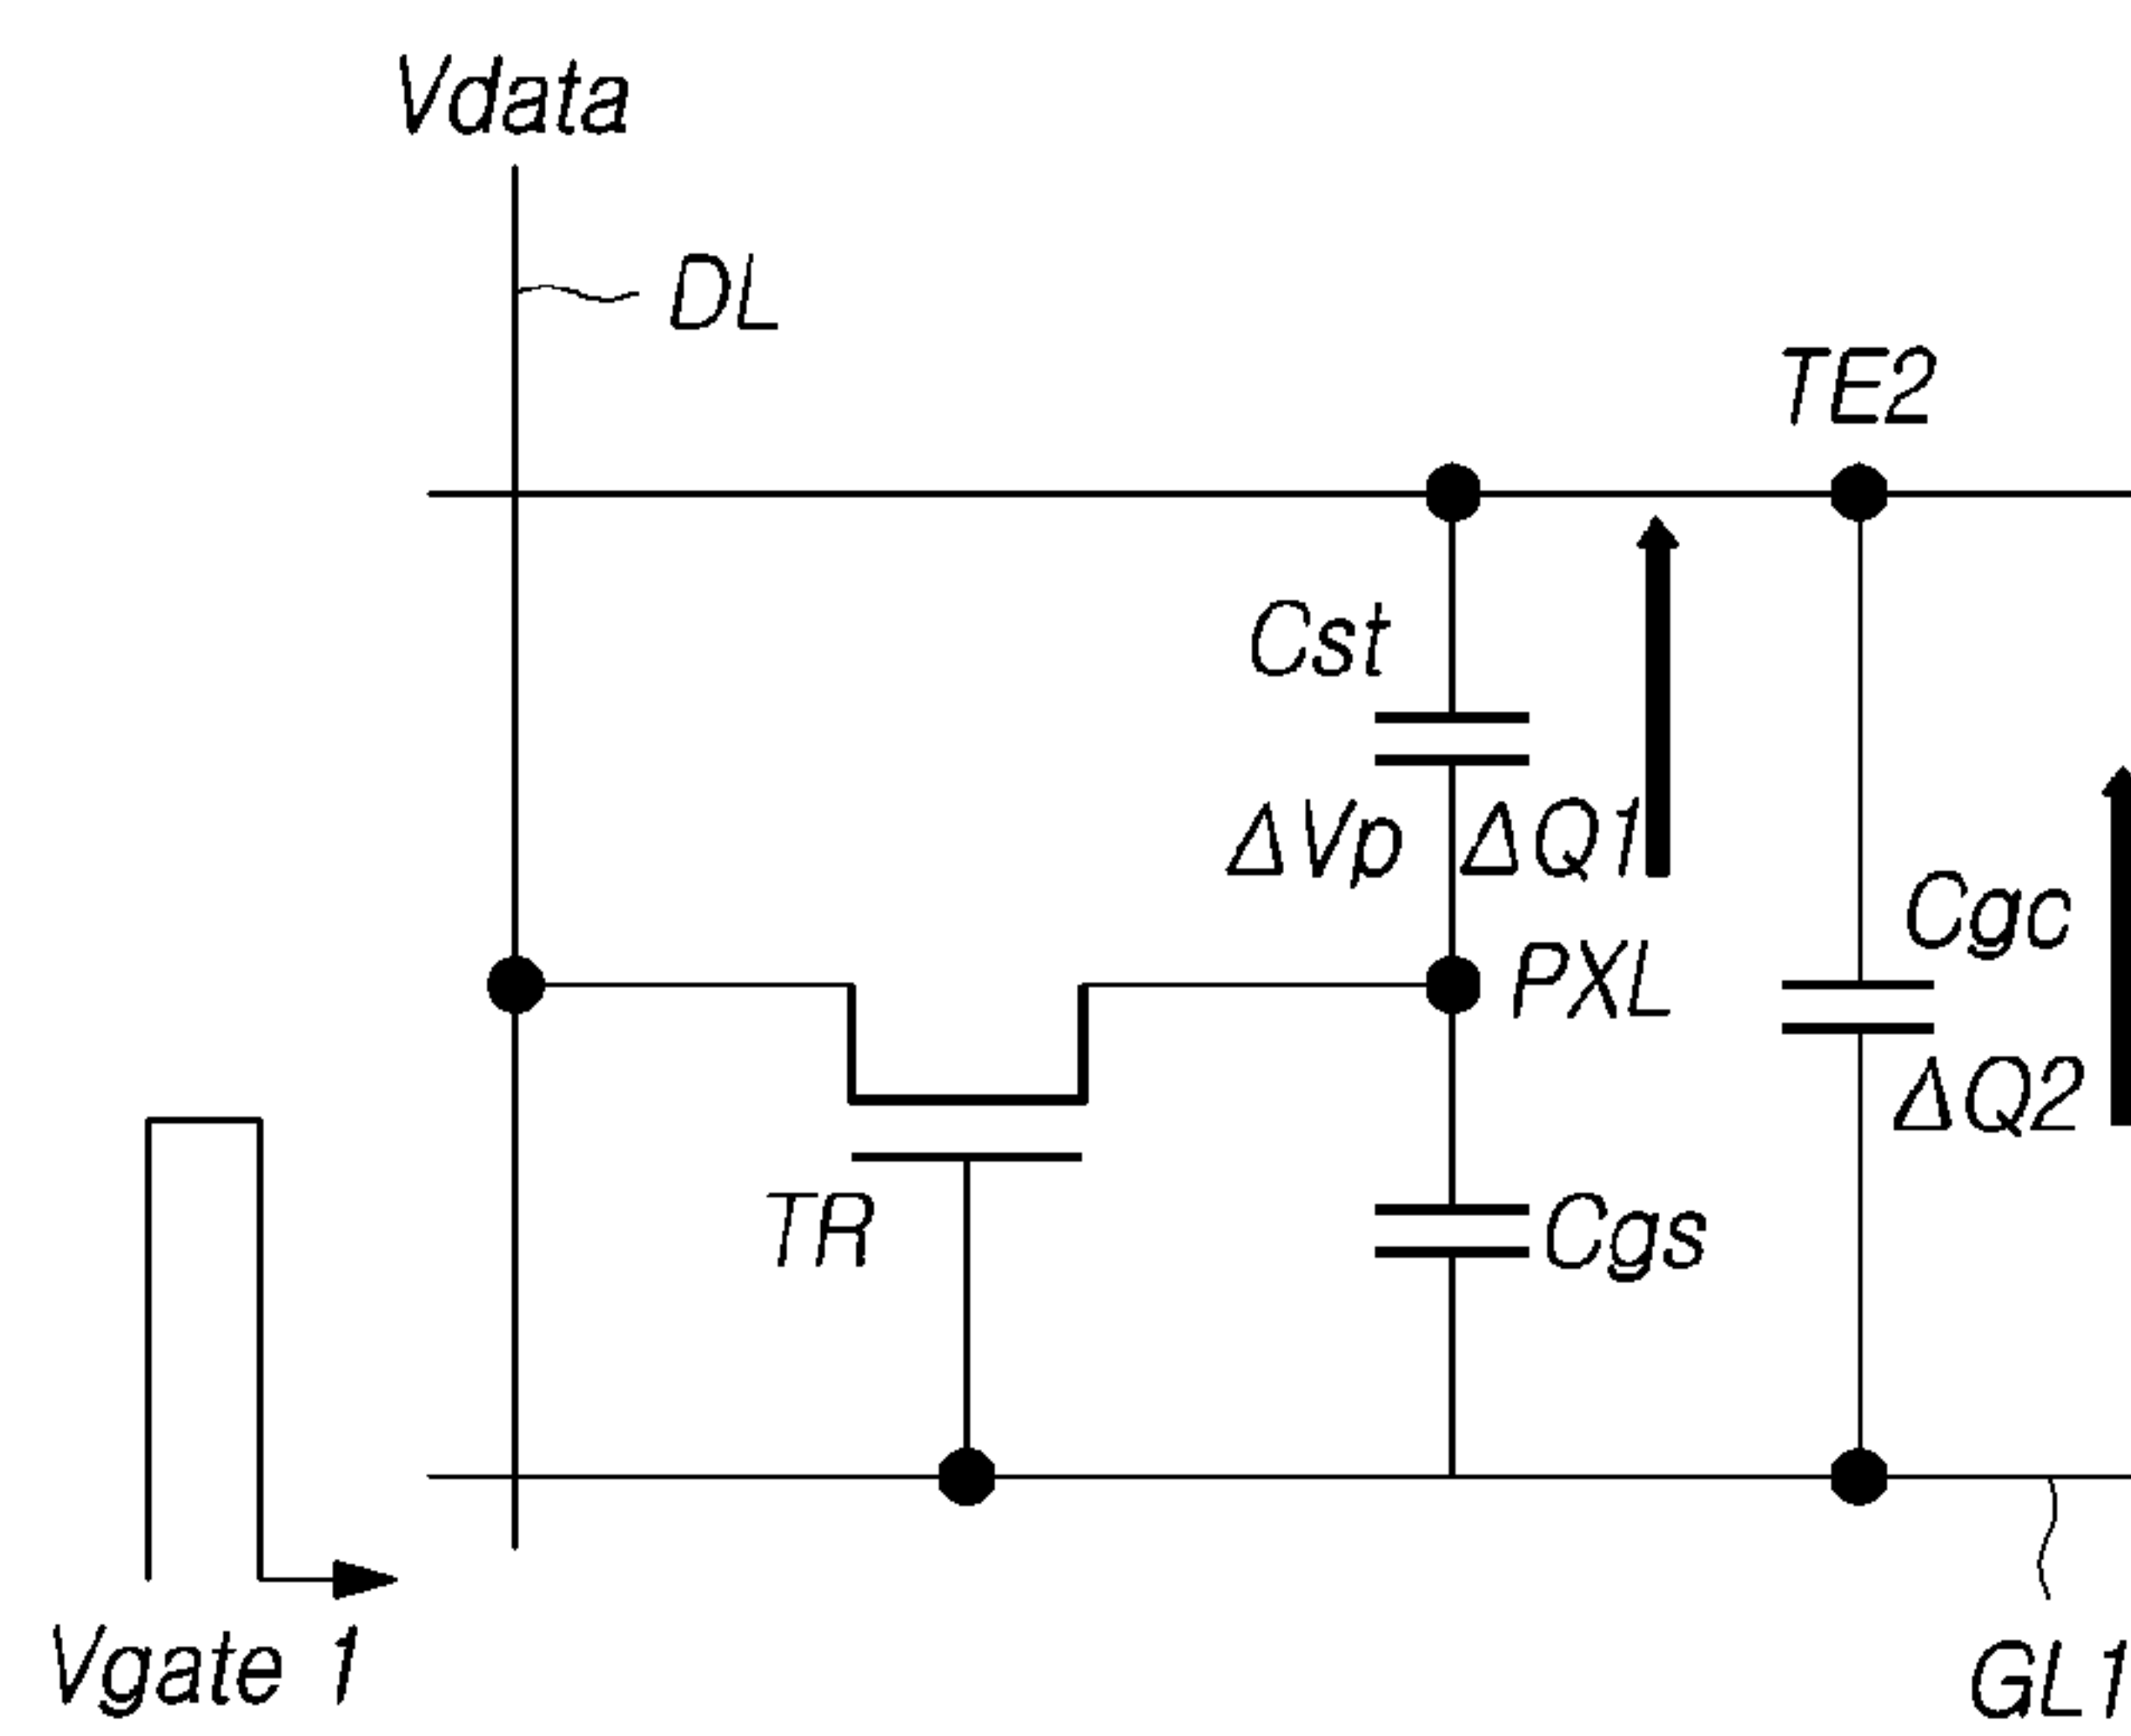 Vdata
DL
TE2
Cst
ΔVp ΔQ1
Cgc
PXL
ΔQ2
TR
Cgs
Vgate 1
GL1